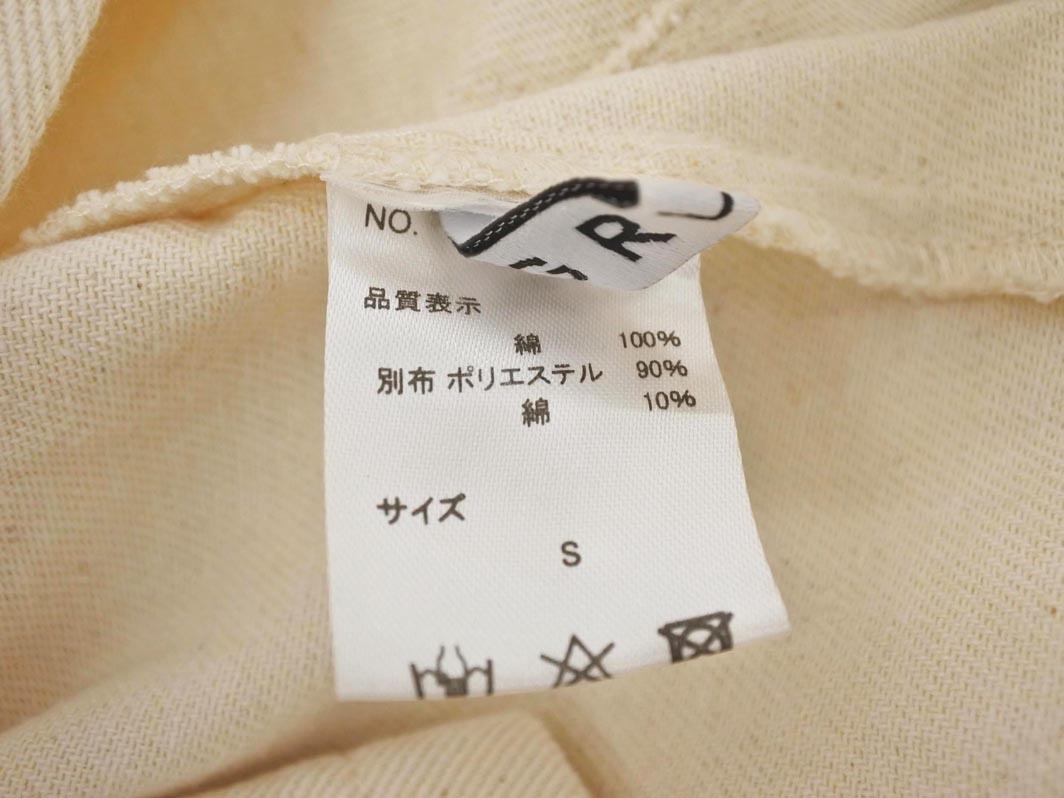 NO.
品質表示
綿 100%
別布 ポリエステル 90%
綿 10%
サイズ
S